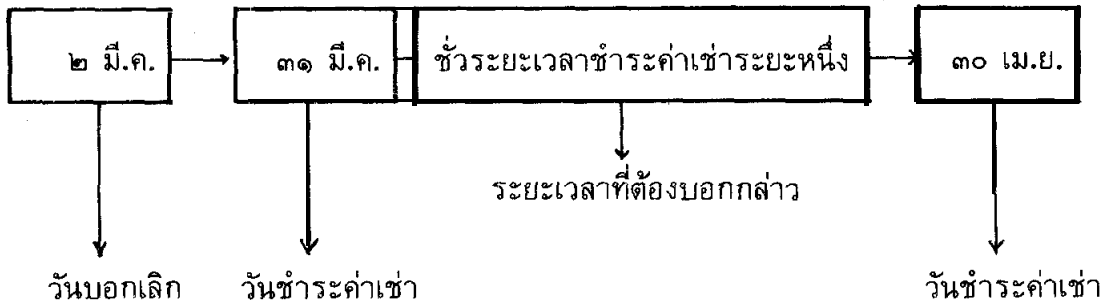 ๒ มี.ค. ๓๑ มี.ค. ชั่วระยะเวลาชำระค่าเช่าระยะหนึ่ง ๓๐ เม.ย.
ระยะเวลาที่ต้องบอกกล่าว
วันบอกเลิก วันชำระค่าเช่า วันชำระค่าเช่า